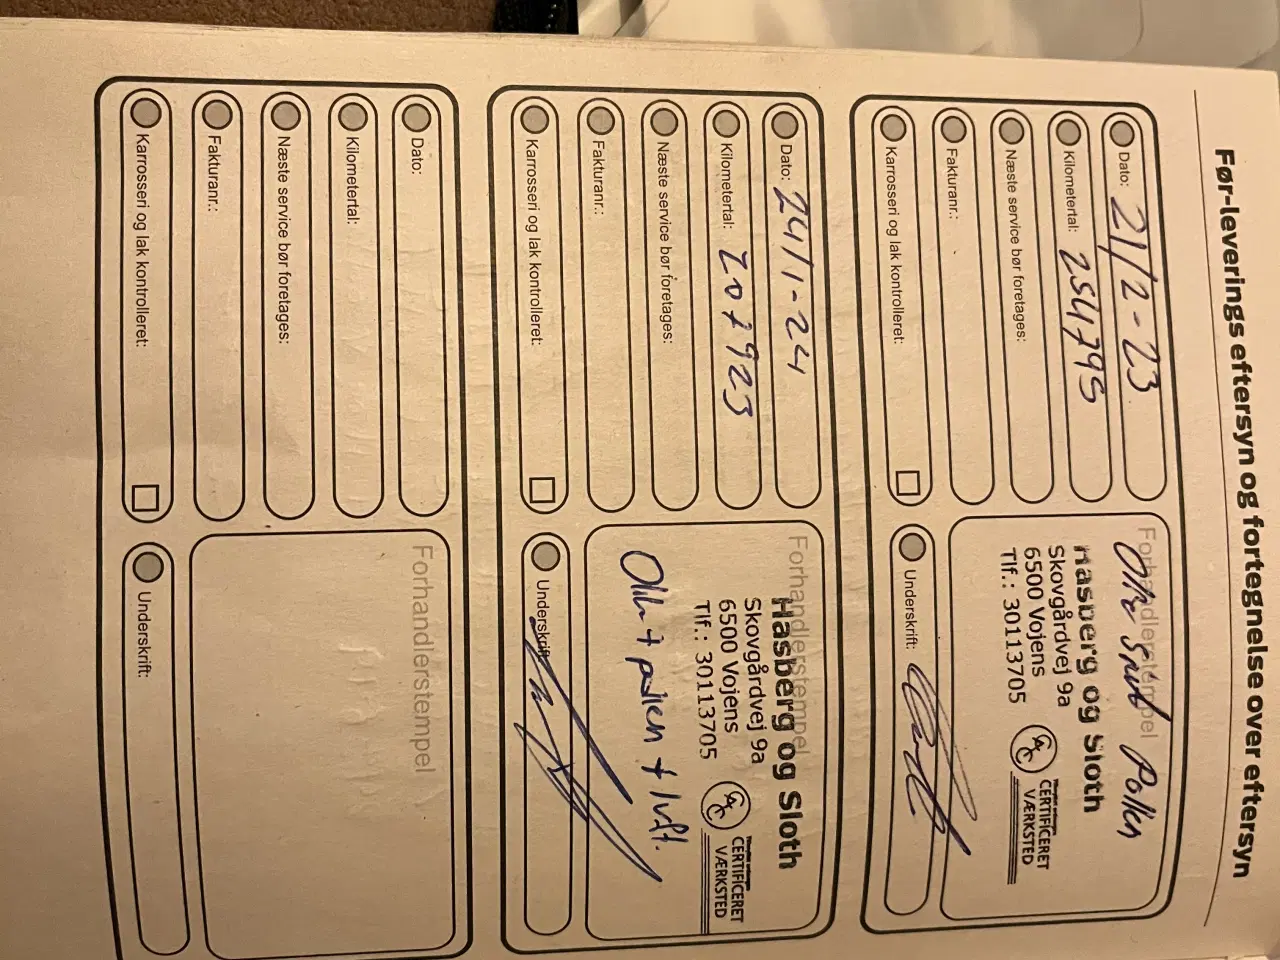 Før-leverings eftersyn og fortegnelse over eftersyn
Dato: 21/2-23
Kilometertal: 254795
Næste service bør foretages:
Fakturanr.:
Karrosseri og lak kontrolleret:
Forhandlerstempel
Pollen
Hasberg og Sloth
Skovgårdvej 9a
6500 Vojens
Tlf.: 30113705
CERTIFICERET
VÆRKSTED
Underskrift:
Dato: 24/1-24
Kilometertal: 207923
Næste service bør foretages:
Fakturanr.:
Karrosseri og lak kontrolleret:
Forhandlerstempel
Hasberg og Sloth
Skovgårdvej 9a
6500 Vojens
Tlf.: 30113705
CERTIFICERET
VÆRKSTED
Olie + pollen + luft.
Underskrift:
Dato:
Kilometertal:
Næste service bør foretages:
Fakturanr.:
Karrosseri og lak kontrolleret:
Forhandlerstempel
Underskrift: